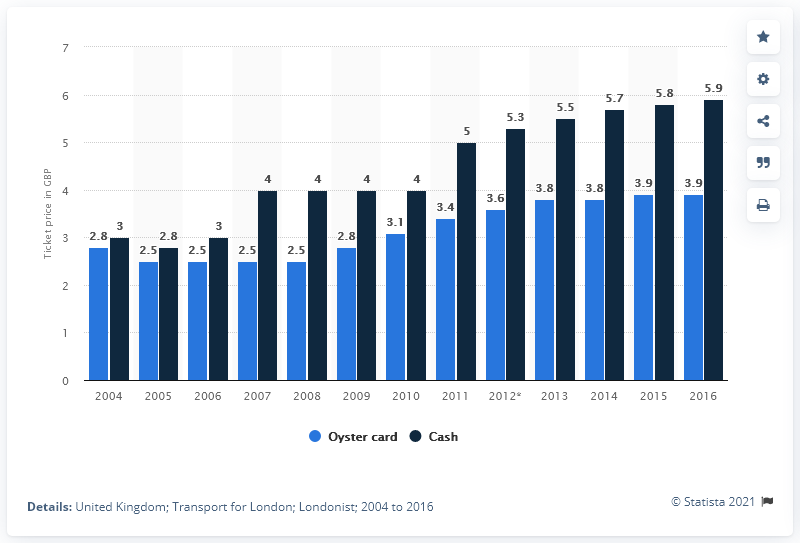 7
6
5
4
3
2
1
0
Ticket price in GBP
2.8 3 2.5 2.8 2.5 3 2.5 4 2.5 4 2.8 4 3.1 4 3.4 5 3.6 5.3 3.8 5.5 3.8 5.7 3.9 5.8 3.9 5.9
2004 2005 2006 2007 2008 2009 2010 2011 2012* 2013 2014 2015 2016
Oyster card Cash
Details: United Kingdom; Transport for London; Londonist; 2004 to 2016
© Statista 2021